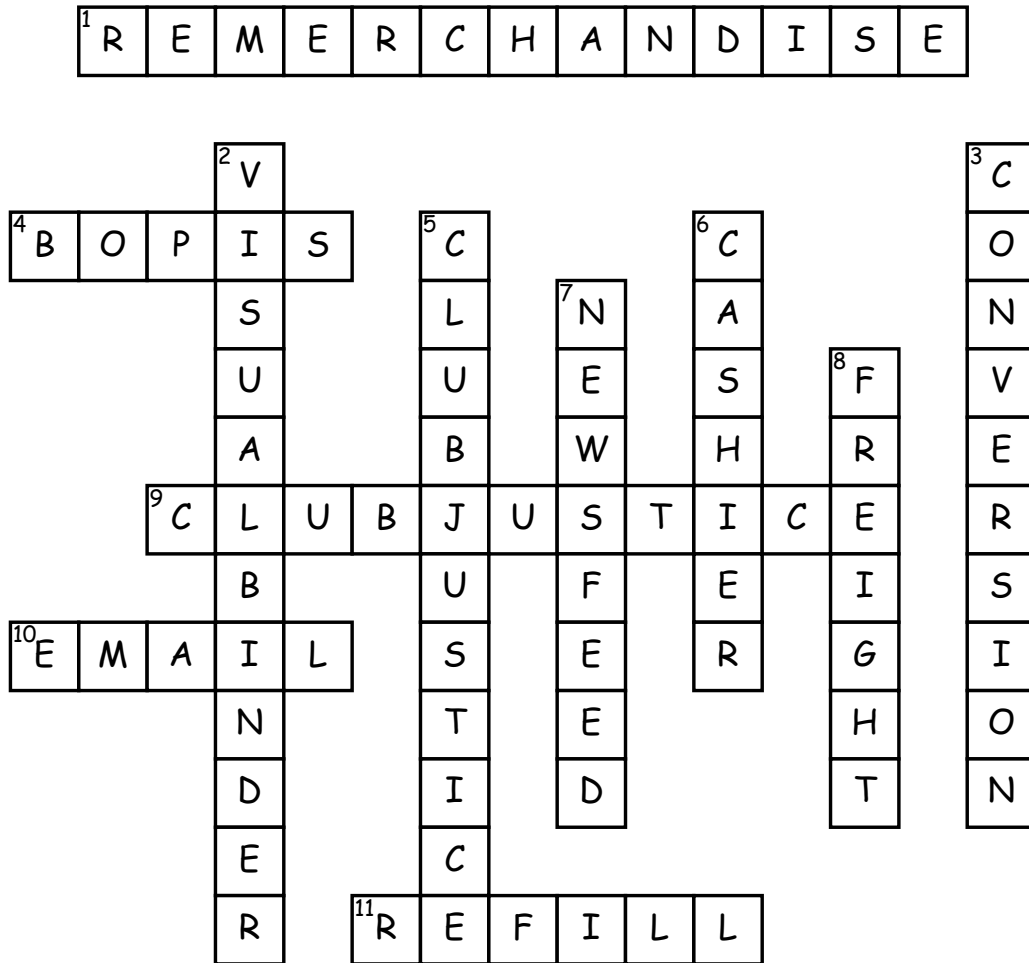 1 R E M E R C H A N D I S E
2 V 3 C
4 B O P I S 5 C 6 C O
S L 7 N A N
U U E S 8 F V
A B W H R E
9 C L U B J U S T I C E R
B U F E I S
10 E M A I L S E R G I
N T E H O
D I D T N
E C
R 11 R E F I L L